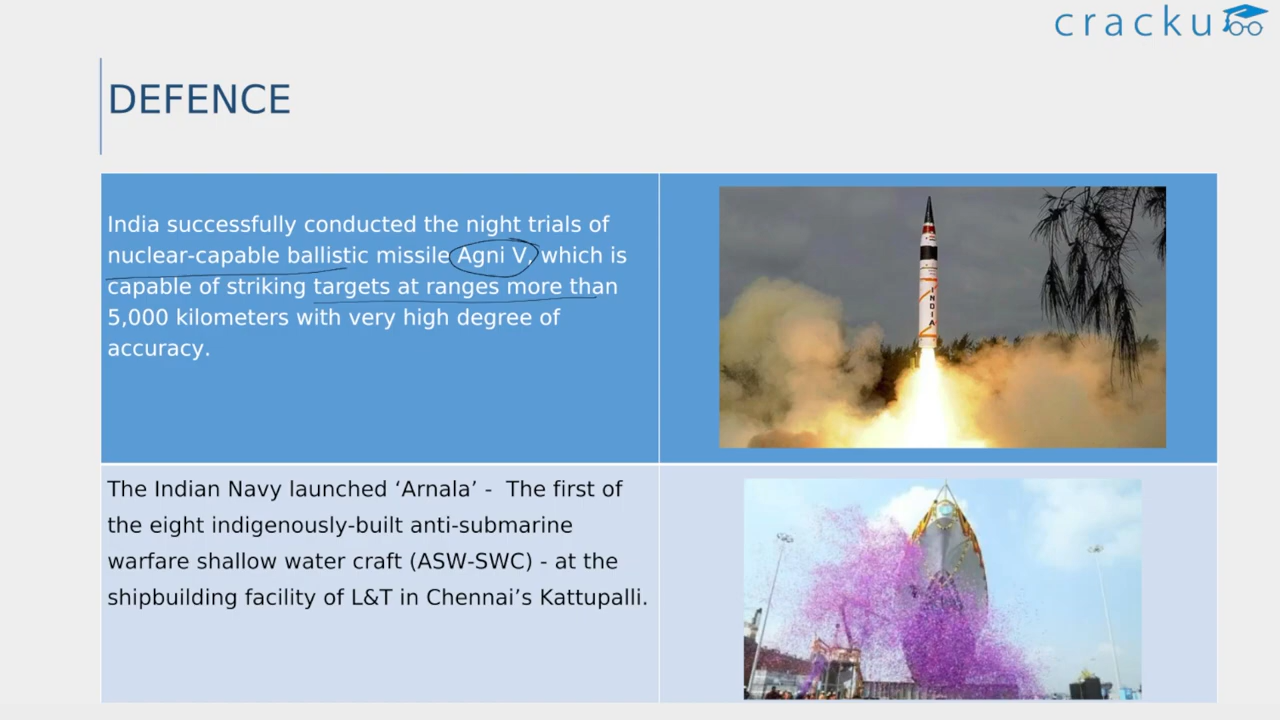 cracku
DEFENCE
India successfully conducted the night trials of
nuclear-capable ballistic missile Agni V, which is
capable of striking targets at ranges more than
5,000 kilometers with very high degree of
accuracy.
INDIA
The Indian Navy launched ‘Arnala’ -  The first of
the eight indigenously-built anti-submarine
warfare shallow water craft (ASW-SWC) - at the
shipbuilding facility of L&T in Chennai’s Kattupalli.